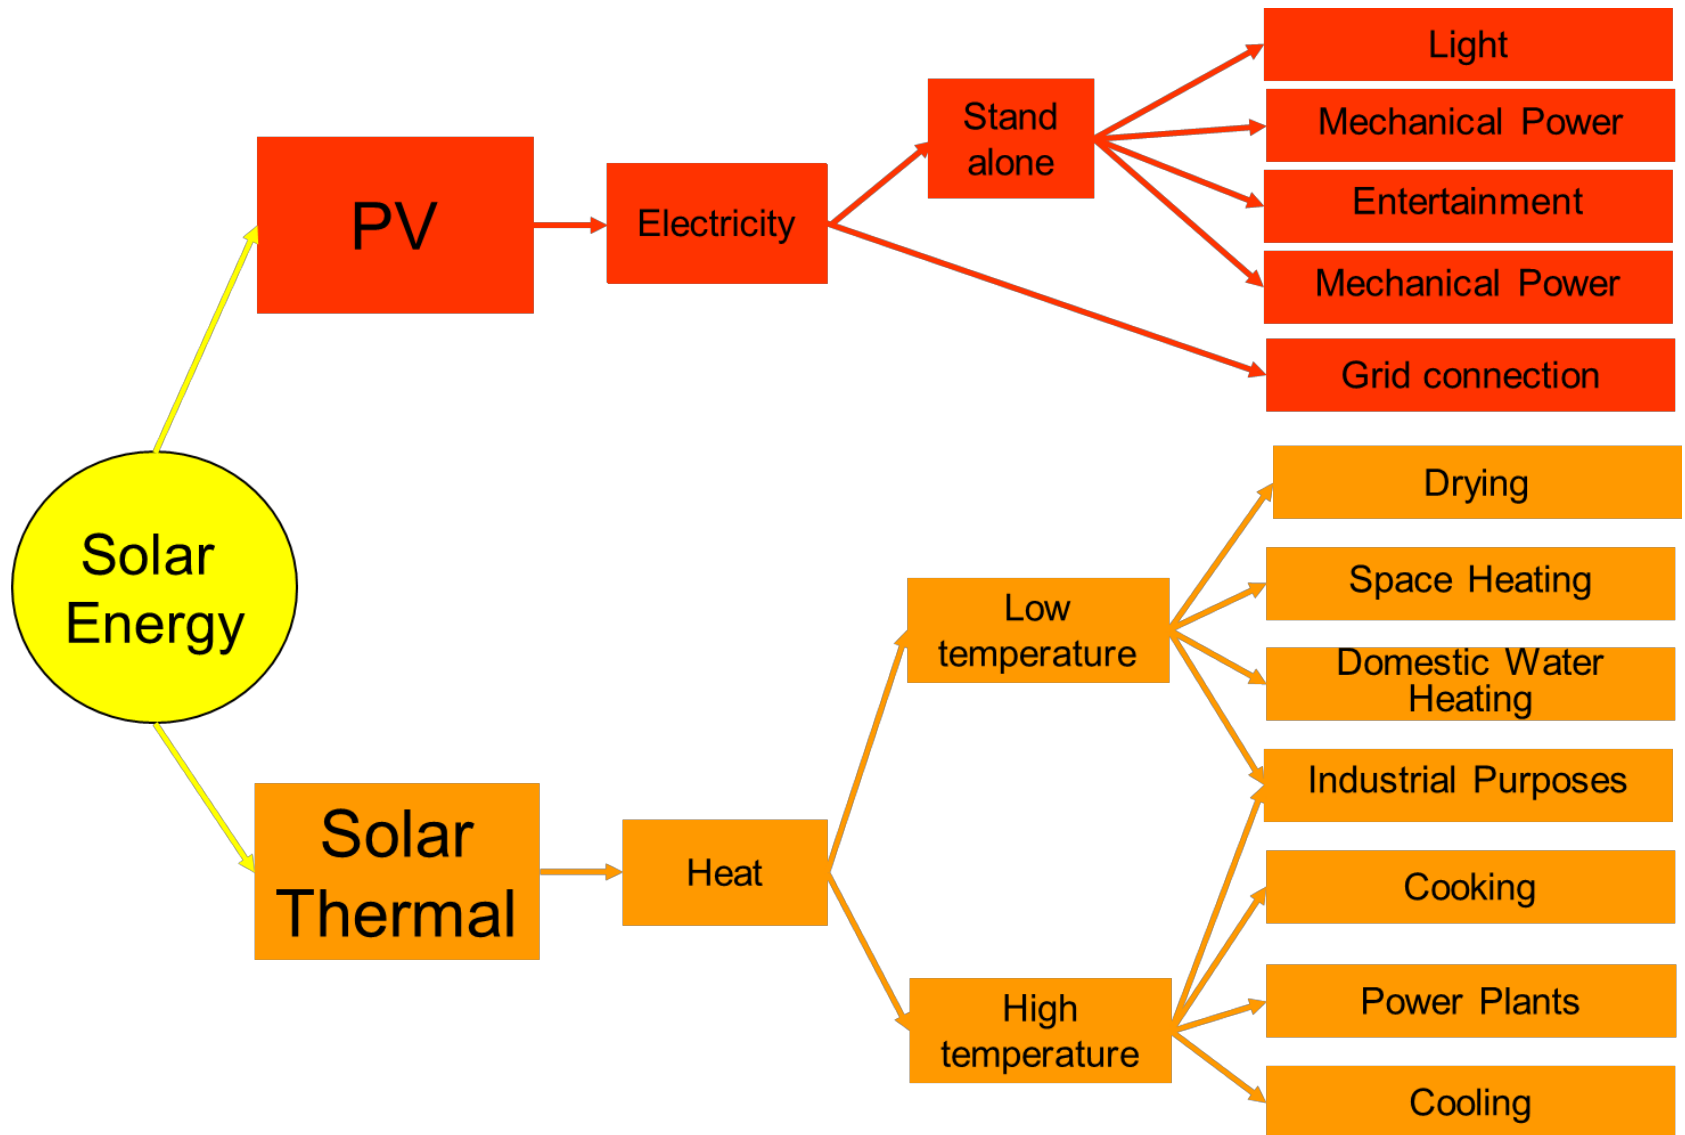 Light
Mechanical Power
Entertainment
Mechanical Power
Grid connection
Stand
alone
PV
Electricity
Solar
Energy
Drying
Space Heating
Domestic Water
Heating
Industrial Purposes
Low
temperature
Solar
Thermal
Heat
Cooking
Power Plants
Cooling
High
temperature